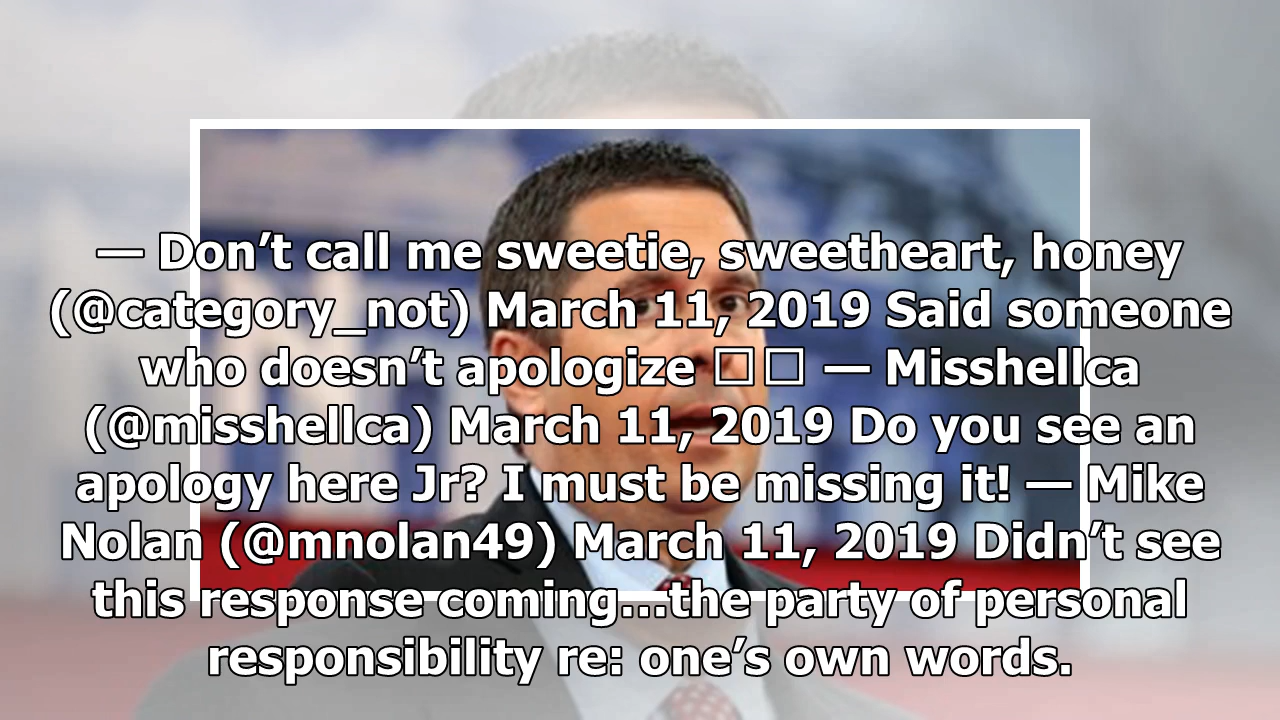 — Don’t call me sweetie, sweetheart, honey
(@category_not) March 11, 2019 Said someone
who doesn’t apologize □□ — Misshellca
(@misshellca) March 11, 2019 Do you see an
apology here Jr? I must be missing it! — Mike
Nolan (@mnolan49) March 11, 2019 Didn’t see
this response coming...the party of personal
responsibility re: one’s own words.